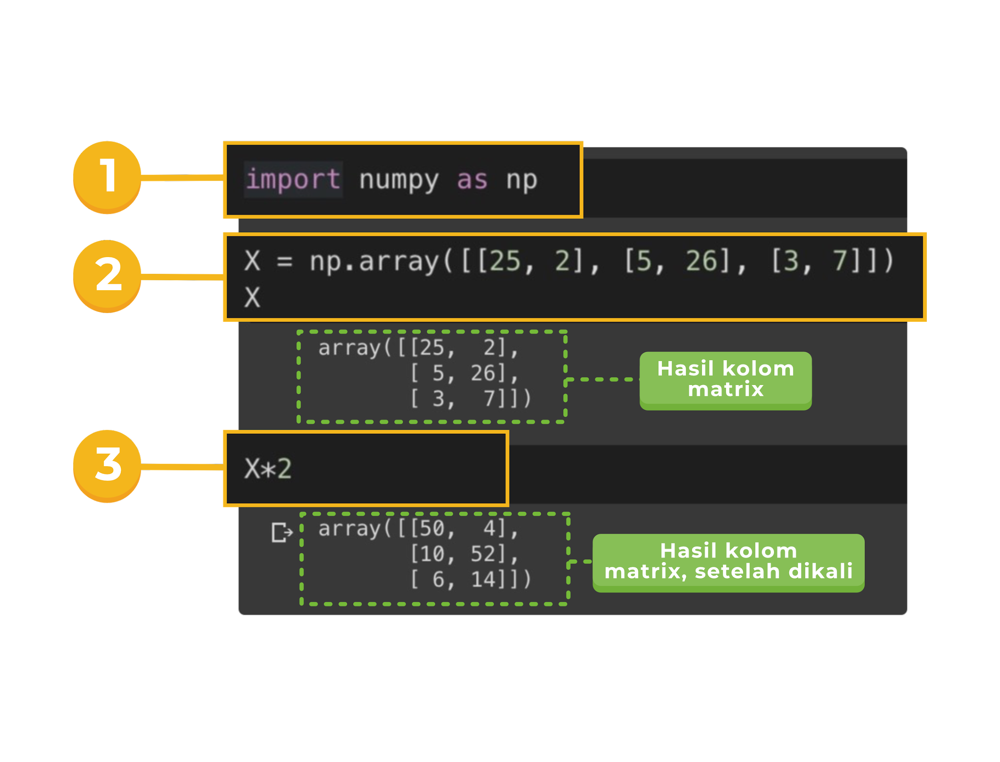 1
import numpy as np
2
X = np.array([[25, 2], [5, 26], [3, 7]])
X
array([[25,  2],
       [ 5, 26],
       [ 3,  7]])
Hasil kolom
matrix
3
X*2
array([[50,  4],
       [10, 52],
       [ 6, 14]])
Hasil kolom
matrix, setelah dikali